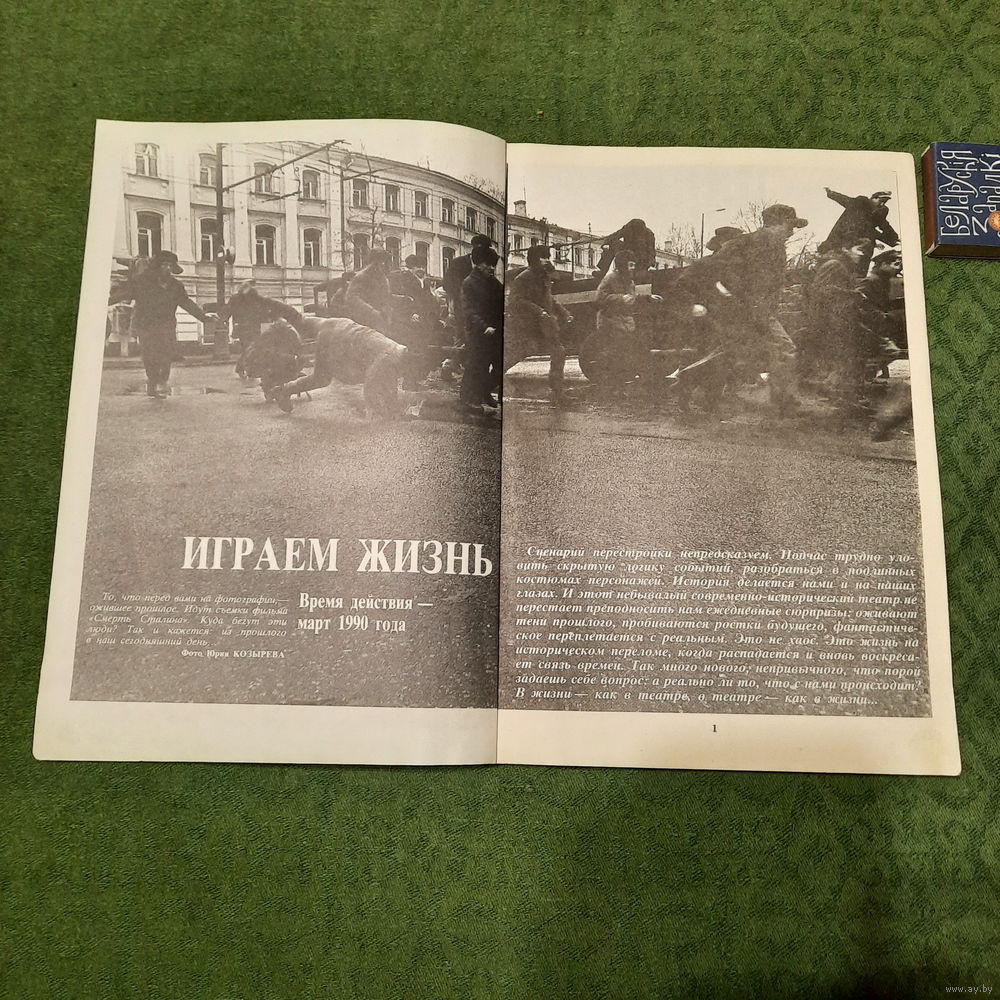 ИГРАЕМ ЖИЗНЬ
То, что перед вами на фотографии,—
ожившее прошлое. Идут съемки фильма
«Смерть Сталина». Куда бегут эти
люди? Так и кажется, из прошлого
в наш сегодняшний день.
Фото Юрия КОЗЫРЕВА
Время действия —
март 1990 года
Сценарий перестройки непредсказуем. Подчас трудно уло-
вить скрытую логику событий, разобраться в подлинных
костюмах персонажей. История делается нами и на наших
глазах. И этот небывалый современно-исторический театр не
перестает преподносить нам ежедневные сюрпризы: оживают
тени прошлого, пробиваются ростки будущего, фантастиче-
ское переплетается с реальным. Это не хаос. Это жизнь на
историческом переломе, когда распадается и вновь воскреса-
ет связь времен. Так много нового, непривычного, что порой
задаешь себе вопрос: а реально ли то, что с нами происходит?
В жизни — как в театре, в театре — как в жизни...
1
Беларускія
запалкі
www.ay.by